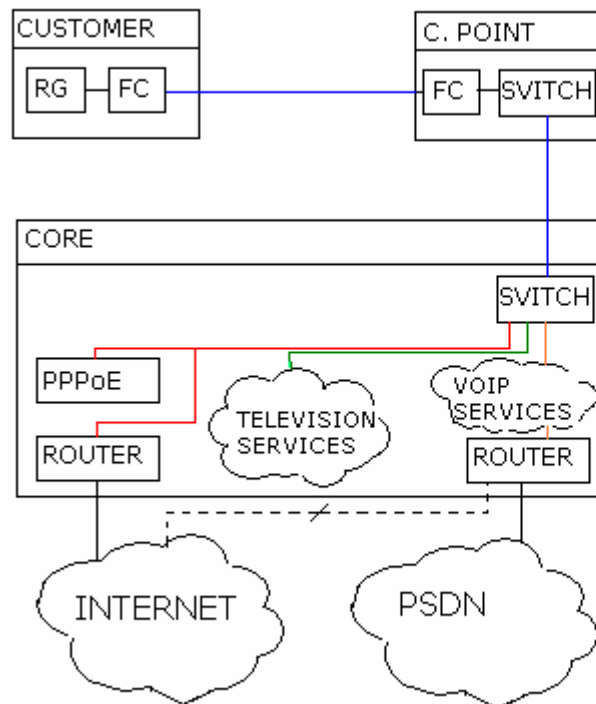 CUSTOMER
RG
FC
C. POINT
FC
SVITCH
CORE
SVITCH
PPPoE
ROUTER
TELEVISION
SERVICES
VOIP
SERVICES
ROUTER
INTERNET
PSDN